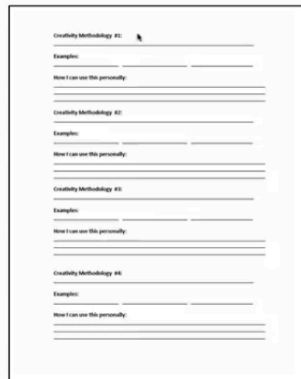 Creativity Methodology #1:
Examples:
How I can use this personally:
Creativity Methodology #2:
Examples:
How I can use this personally:
Creativity Methodology #3:
Examples:
How I can use this personally:
Creativity Methodology #4:
Examples:
How I can use this personally: